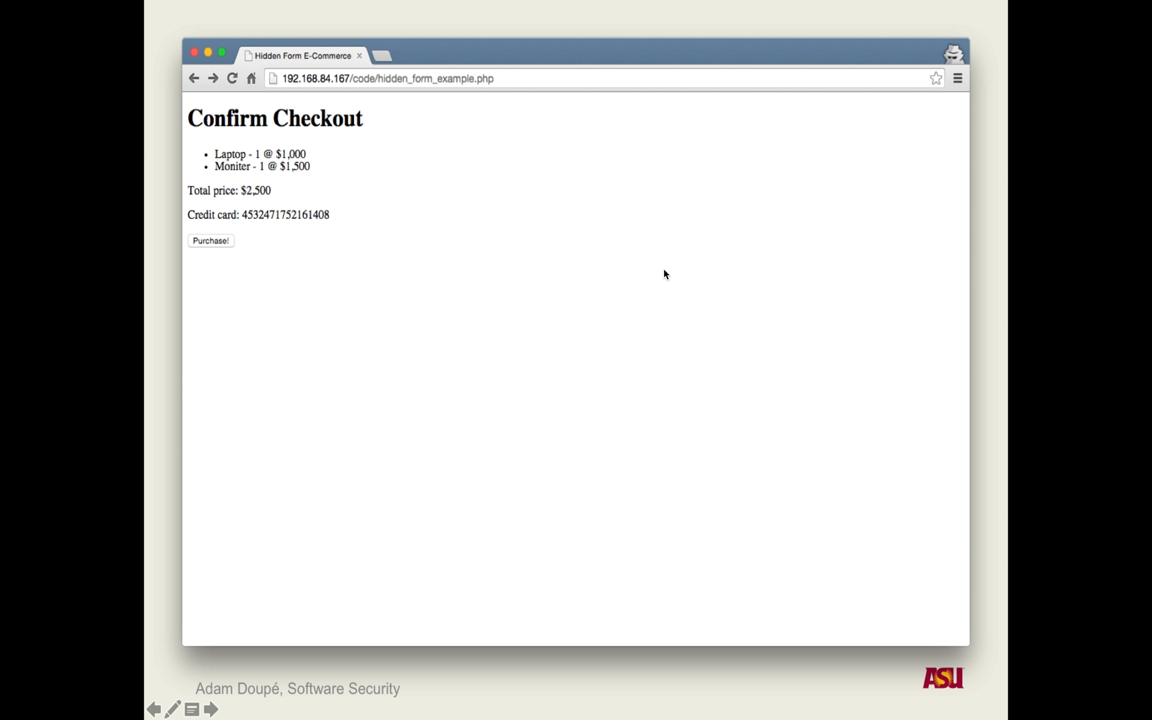 Hidden Form E-Commerce
192.168.84.167/code/hidden_form_example.php
Confirm Checkout
• Laptop - 1 @ $1,000
• Moniter - 1 @ $1,500
Total price: $2,500
Credit card: 4532471752161408
Purchase!
Adam Doupé, Software Security
ASU